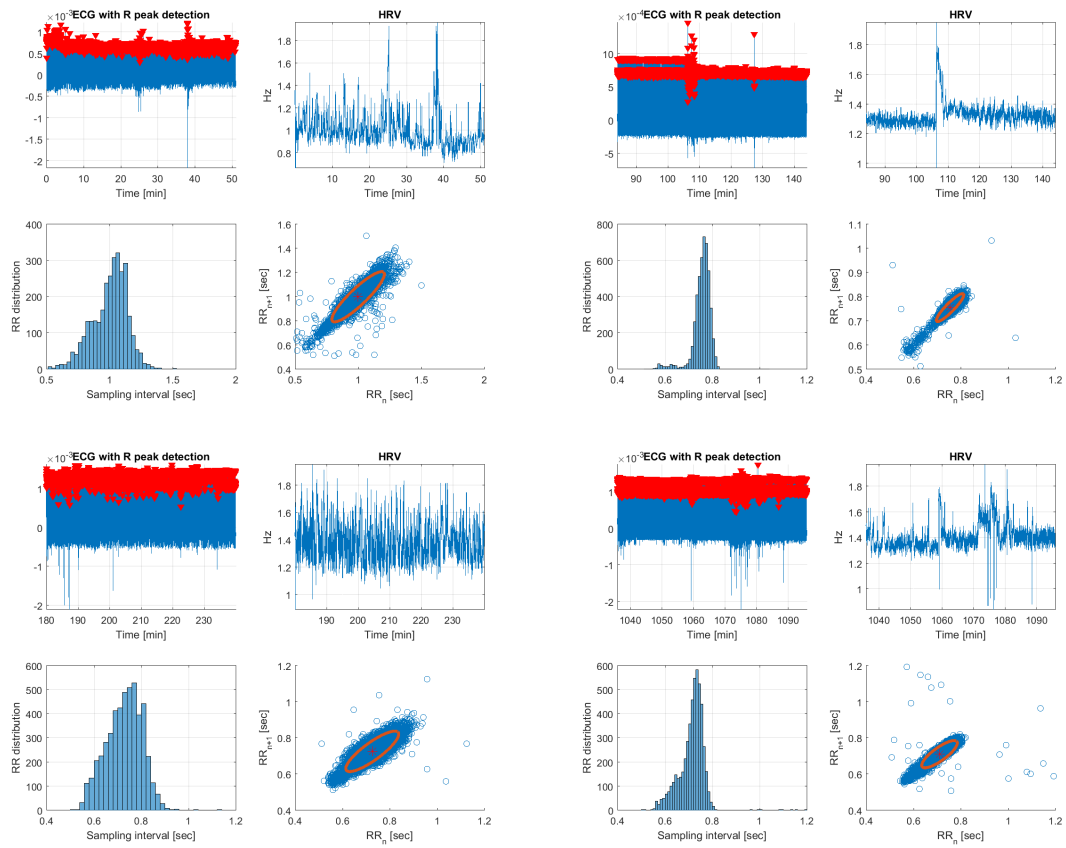 ×10⁻³ ECG with R peak detection
1
0.5
0
-0.5
-1
-1.5
-2
0 10 20 30 40 50
Time [min]
HRV
Hz
1.8
1.6
1.4
1.2
1
0.8
10 20 30 40 50
Time [min]
×10⁻⁴ ECG with R peak detection
10
5
0
-5
90 100 110 120 130 140
Time [min]
HRV
Hz
1.8
1.6
1.4
1.2
1
90 100 110 120 130 140
Time [min]
RR distribution
400
300
200
100
0
0.5 1 1.5 2
Sampling interval [sec]
RRn+1 [sec]
1.6
1.4
1.2
1
0.8
0.6
0.4
0.5 1 1.5 2
RRn [sec]
RR distribution
800
600
400
200
0
0.4 0.6 0.8 1 1.2
Sampling interval [sec]
RRn+1 [sec]
1.1
1
0.9
0.8
0.7
0.6
0.5
0.4 0.6 0.8 1 1.2
RRn [sec]
×10⁻³ ECG with R peak detection
1
0
-1
-2
180 190 200 210 220 230
Time [min]
HRV
Hz
1.8
1.6
1.4
1.2
1
180 190 200 210 220 230
Time [min]
×10⁻³ ECG with R peak detection
1
0
-1
-2
1040 1050 1060 1070 1080 1090
Time [min]
HRV
Hz
1.8
1.6
1.4
1.2
1
1040 1050 1060 1070 1080 1090
Time [min]
RR distribution
600
500
400
300
200
100
0
0.4 0.6 0.8 1 1.2
Sampling interval [sec]
RRn+1 [sec]
1.2
1
0.8
0.6
0.4
0.4 0.6 0.8 1 1.2
RRn [sec]
RR distribution
600
500
400
300
200
100
0
0.4 0.6 0.8 1 1.2
Sampling interval [sec]
RRn+1 [sec]
1.2
1
0.8
0.6
0.4
0.4 0.6 0.8 1 1.2
RRn [sec]